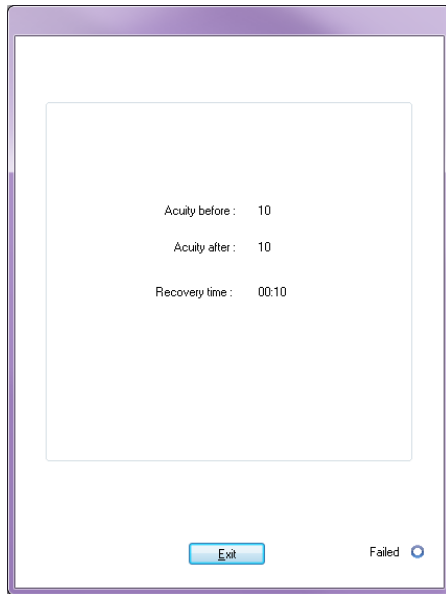 Acuity before : 10
Acuity after : 10
Recovery time : 00:10
Exit
Failed